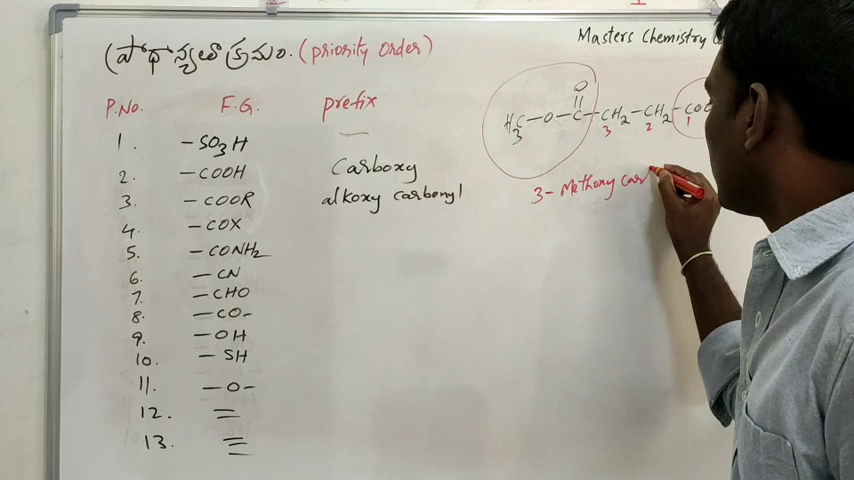 (ప్రాధాన్యతా క్రమం. (priority order)
Masters Chemistry
P.No. F.G. prefix
1. -SO3H —
2. -COOH Carboxy
3. -COOR alkoxy carbonyl
4. -COX
5. -CONH2
6. -CN
7. -CHO
8. -CO-
9. -OH
10. -SH
11. -O-
12. =
13. ≡
O
||
H3C-O-C-CH2-CH2-COO
3 2 1
3- Methoxy car